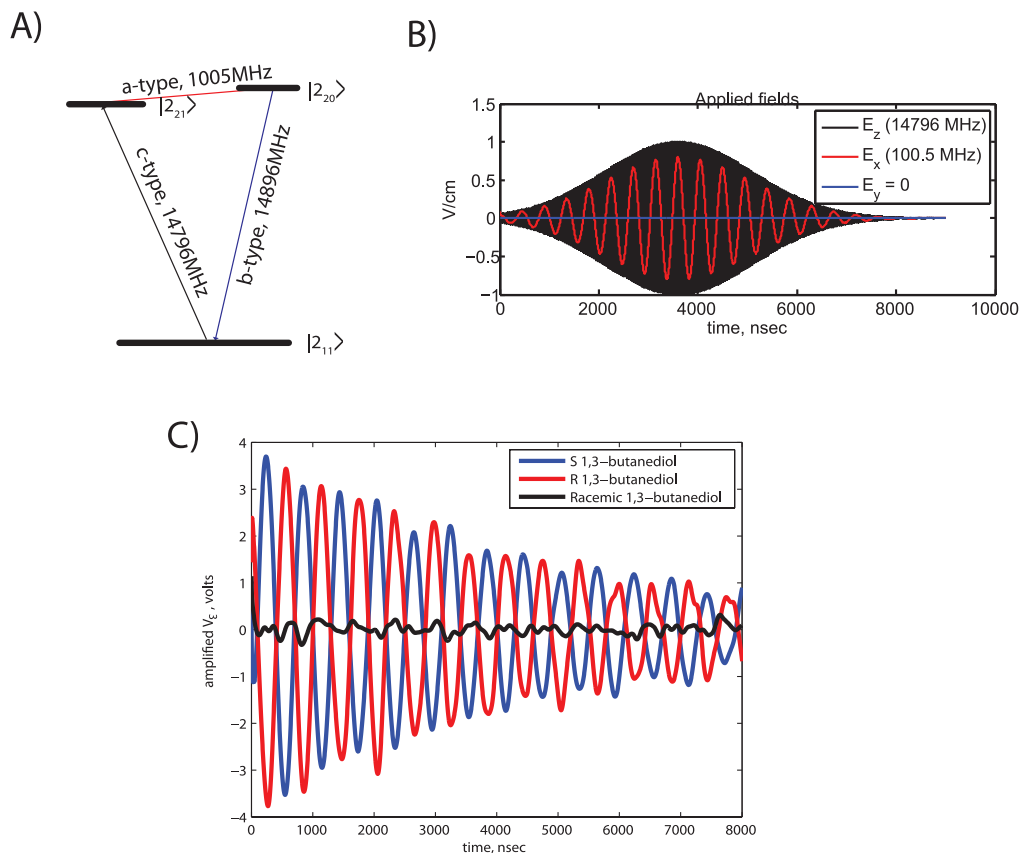 A)
a-type, 1005MHz
|2₂₁⟩
|2₂₀⟩
c-type, 14796MHz
b-type, 14896MHz
|2₁₁⟩
B)
Applied fields
V/cm
1.5
1
0.5
0
−0.5
−1
0
2000
4000
6000
8000
10000
time, nsec
E_z (14796 MHz)
E_x (100.5 MHz)
E_y = 0
C)
amplified V_ε , volts
4
3
2
1
0
−1
−2
−3
−4
0
1000
2000
3000
4000
5000
6000
7000
8000
time, nsec
S 1,3−butanediol
R 1,3−butanediol
Racemic 1,3−butanediol